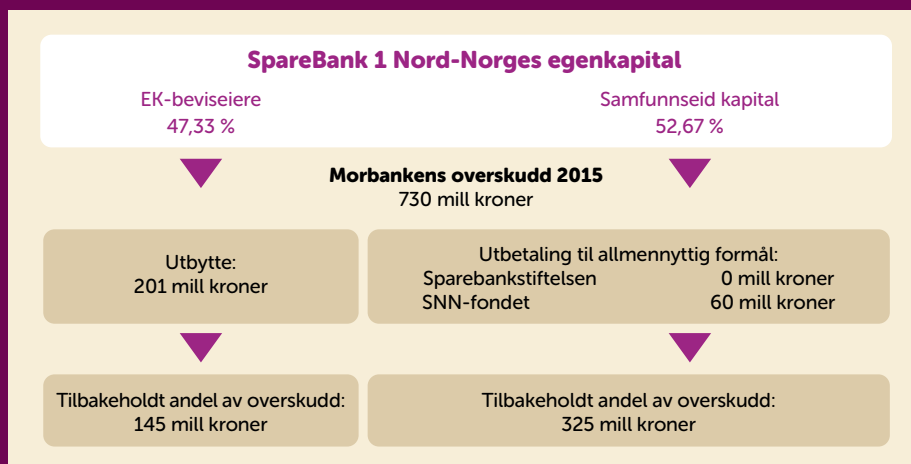 SpareBank 1 Nord-Norges egenkapital
EK-beviseiere
47,33 %
Samfunnseid kapital
52,67 %
Morbankens overskudd 2015
730 mill kroner
Utbytte:
201 mill kroner
Utbetaling til allmennyttig formål:
Sparebankstiftelsen 0 mill kroner
SNN-fondet 60 mill kroner
Tilbakeholdt andel av overskudd:
145 mill kroner
Tilbakeholdt andel av overskudd:
325 mill kroner